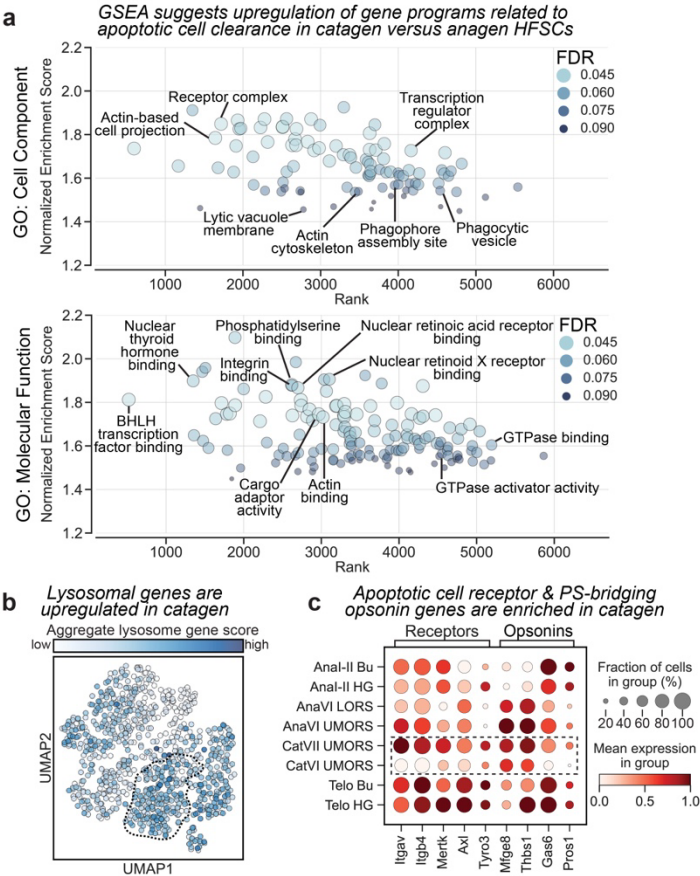 a
GSEA suggests upregulation of gene programs related to
apoptotic cell clearance in catagen versus anagen HFSCs
GO: Cell Component
Normalized Enrichment Score
2.2
2.0
1.8
1.6
1.4
1.2
Receptor complex
Actin-based
cell projection
Transcription
regulator
complex
Lytic vacuole
membrane
Actin
cytoskeleton
Phagophore
assembly site
Phagocytic
vesicle
FDR
0.045
0.060
0.075
0.090
1000 2000 3000 4000 5000 6000
Rank
GO: Molecular Function
Normalized Enrichment Score
2.2
2.0
1.8
1.6
1.4
1.2
Nuclear
thyroid
hormone
binding
Phosphatidylserine
binding
Integrin
binding
Nuclear retinoic acid receptor
binding
Nuclear retinoid X receptor
binding
BHLH
transcription
factor binding
Cargo
adaptor
activity
Actin
binding
GTPase binding
GTPase activator activity
FDR
0.045
0.060
0.075
0.090
1000 2000 3000 4000 5000 6000
Rank
b
Lysosomal genes are
upregulated in catagen
Aggregate lysosome gene score
low high
UMAP2
UMAP1
c
Apoptotic cell receptor & PS-bridging
opsonin genes are enriched in catagen
Receptors Opsonins
AnaI-II Bu
AnaI-II HG
AnaVI LORS
AnaVI UMORS
CatVII UMORS
CatVI UMORS
Telo Bu
Telo HG
Itgav Itgb4 Mertk Axl Tyro3 Mfge8 Thbs1 Gas6 Pros1
Fraction of cells
in group (%)
20 40 60 80 100
Mean expression
in group
0.0 1.0